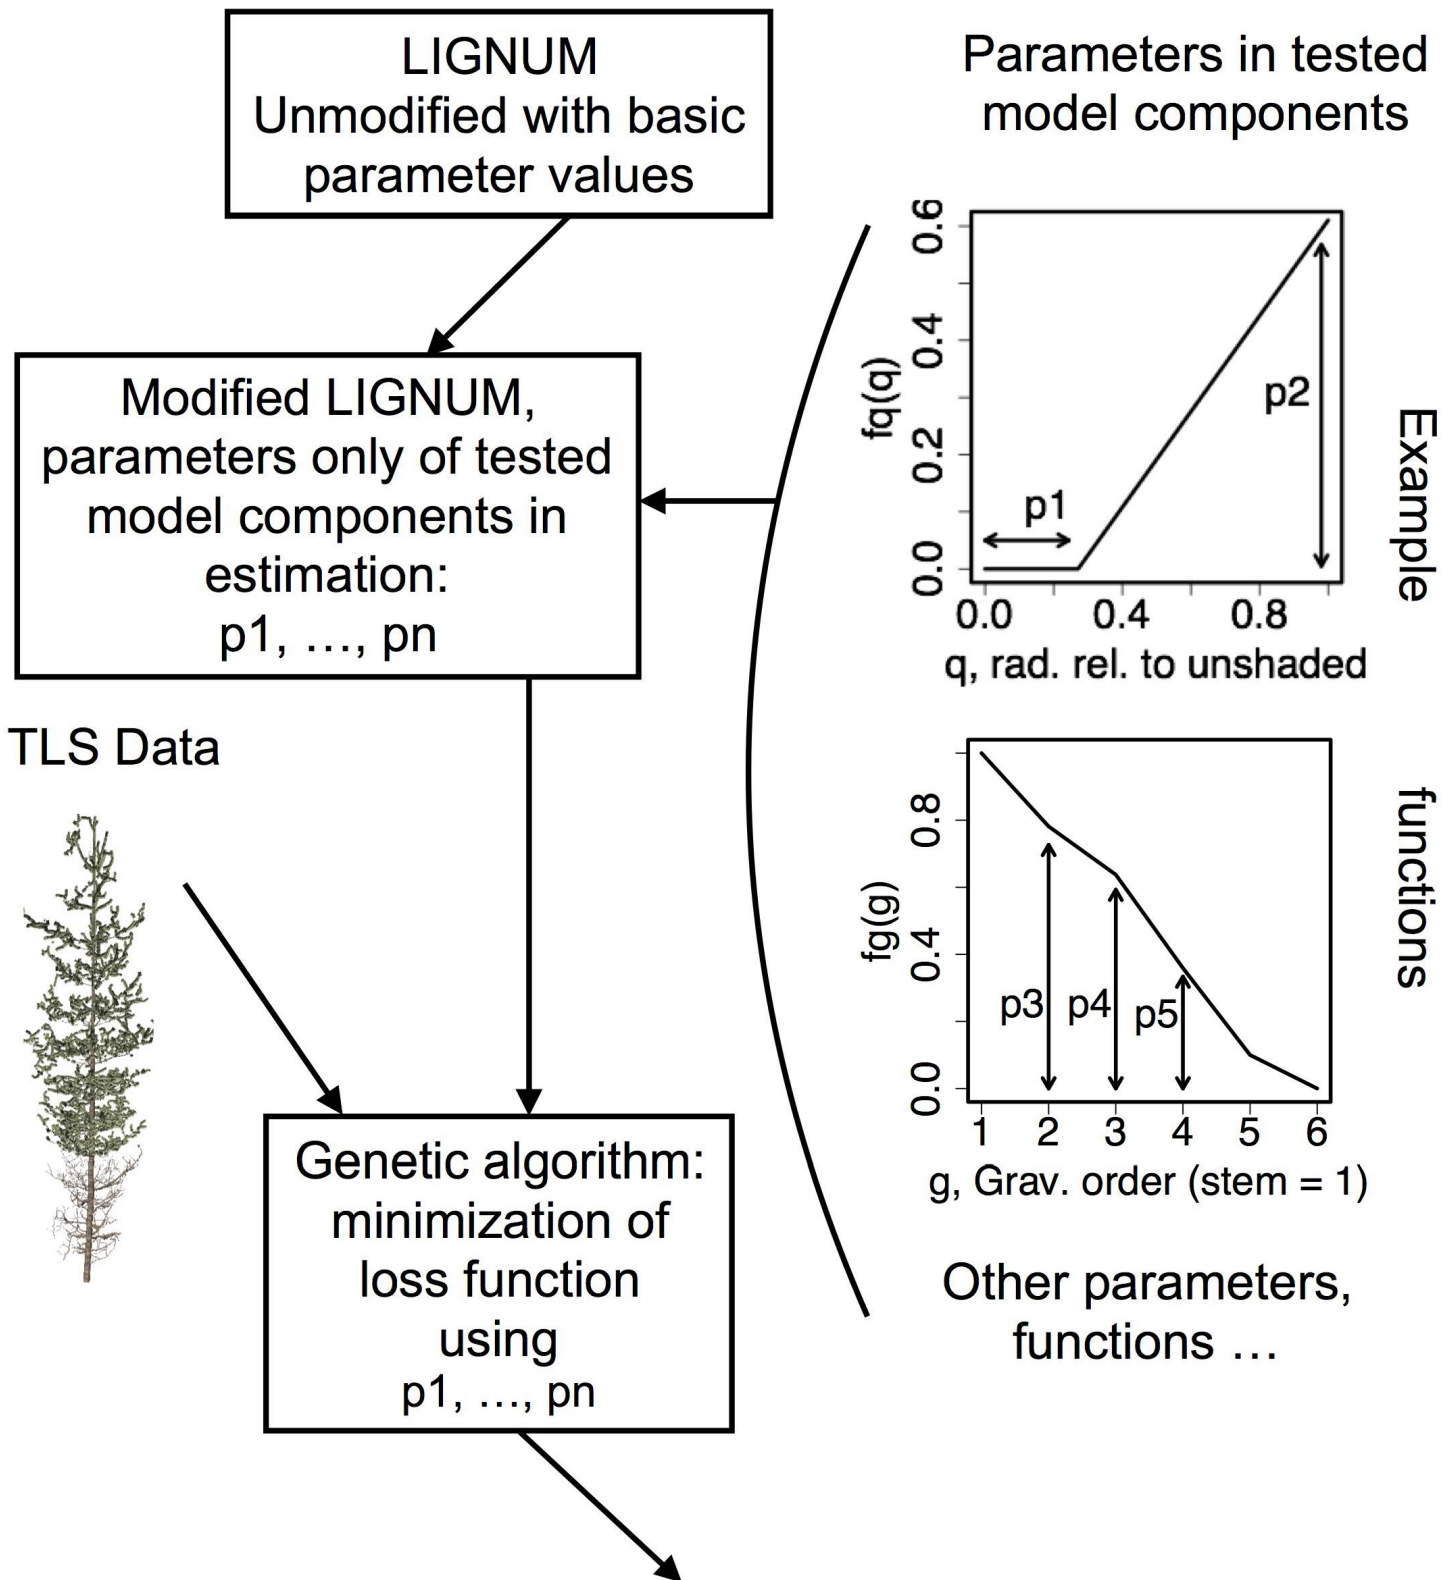 LIGNUM
Unmodified with basic
parameter values
Modified LIGNUM,
parameters only of tested
model components in
estimation:
p1, …, pn
TLS Data
Genetic algorithm:
minimization of
loss function
using
p1, …, pn
Parameters in tested
model components
fq(q)
0.6
0.4
0.2
0.0
p1
p2
0.0 0.4 0.8
q, rad. rel. to unshaded
Example
functions
fg(g)
0.8
0.4
0.0
p3 p4 p5
1 2 3 4 5 6
g, Grav. order (stem = 1)
Other parameters,
functions …